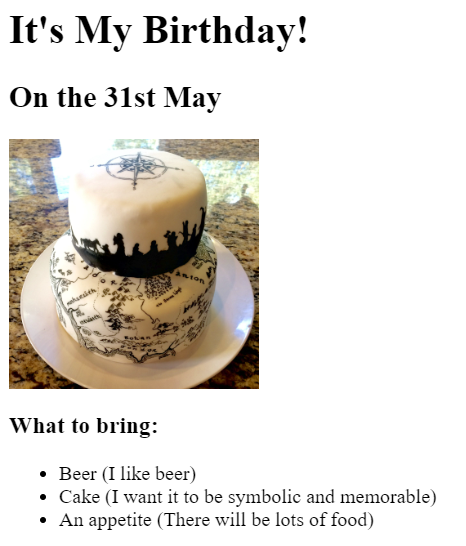 It's My Birthday!
On the 31st May
What to bring:
Beer (I like beer)
Cake (I want it to be symbolic and memorable)
An appetite (There will be lots of food)